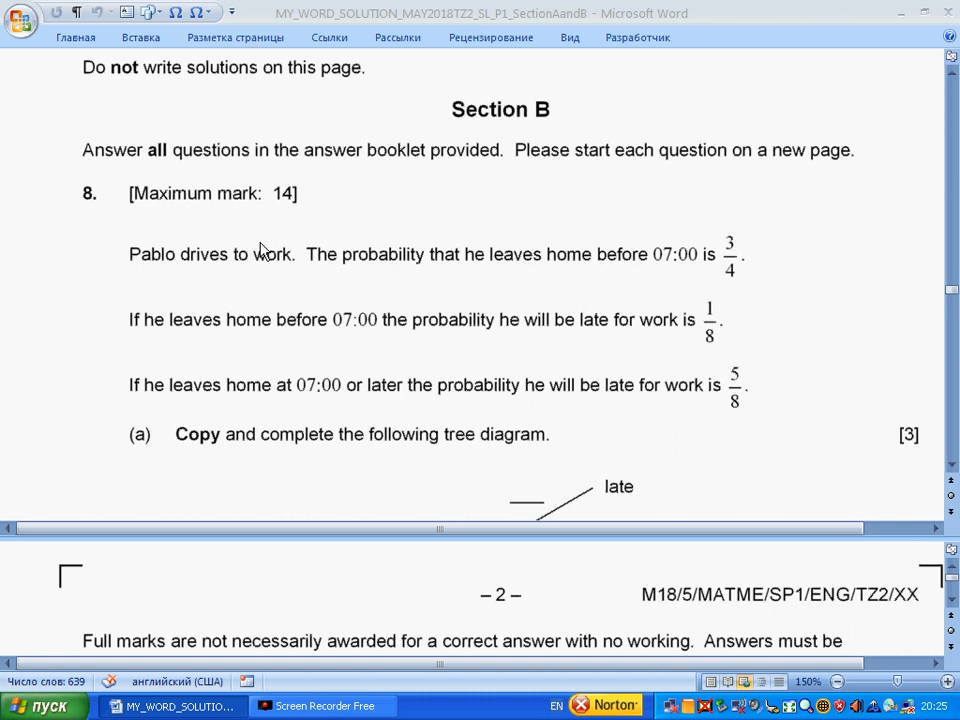 MY_WORD_SOLUTION_MAY2018TZ2_SL_P1_SectionAandB - Microsoft Word
Главная Вставка Разметка страницы Ссылки Рассылки Рецензирование Вид Разработчик
Do not write solutions on this page.
Section B
Answer all questions in the answer booklet provided. Please start each question on a new page.
8. [Maximum mark: 14]
Pablo drives to work. The probability that he leaves home before 07:00 is 3/4.
If he leaves home before 07:00 the probability he will be late for work is 1/8.
If he leaves home at 07:00 or later the probability he will be late for work is 5/8.
(a) Copy and complete the following tree diagram. [3]
late
– 2 – M18/5/MATME/SP1/ENG/TZ2/XX
Full marks are not necessarily awarded for a correct answer with no working. Answers must be
Число слов: 639 английский (США) 150%
пуск MY_WORD_SOLUTIO... Screen Recorder Free EN Norton 20:25